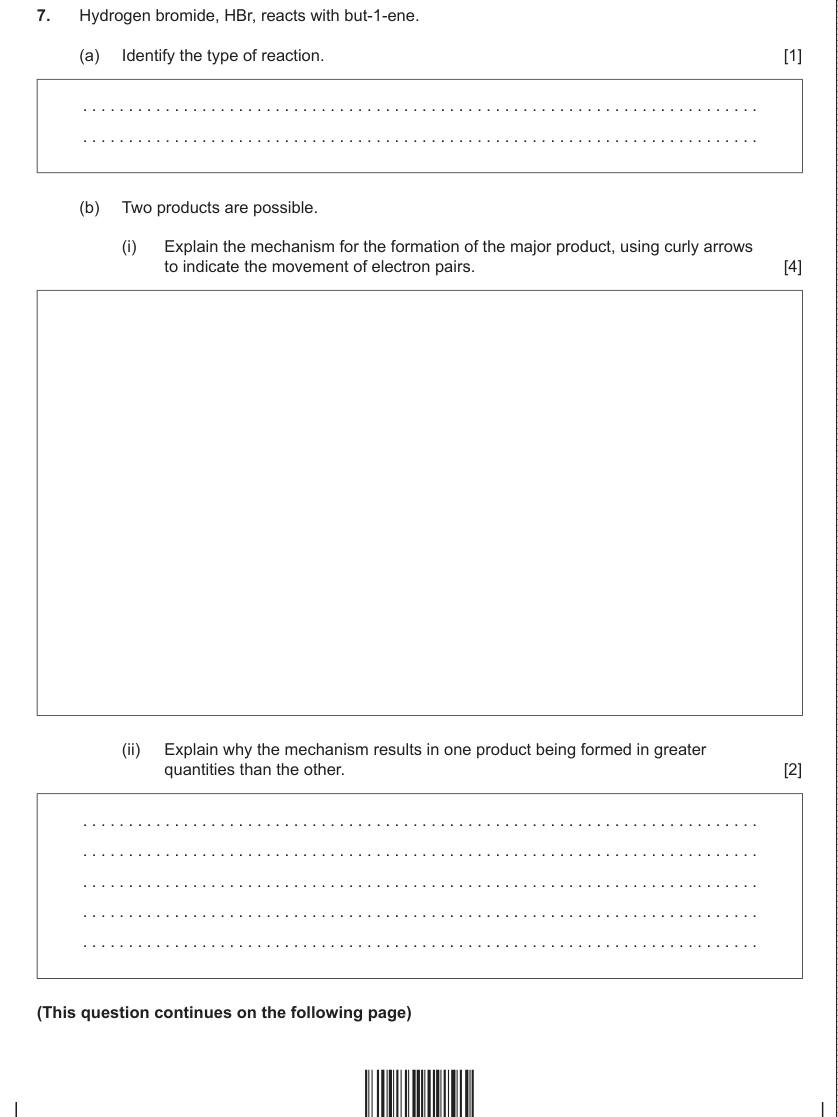 7. Hydrogen bromide, HBr, reacts with but-1-ene.
(a) Identify the type of reaction. [1]
(b) Two products are possible.
(i) Explain the mechanism for the formation of the major product, using curly arrows
to indicate the movement of electron pairs. [4]
(ii) Explain why the mechanism results in one product being formed in greater
quantities than the other. [2]
(This question continues on the following page)